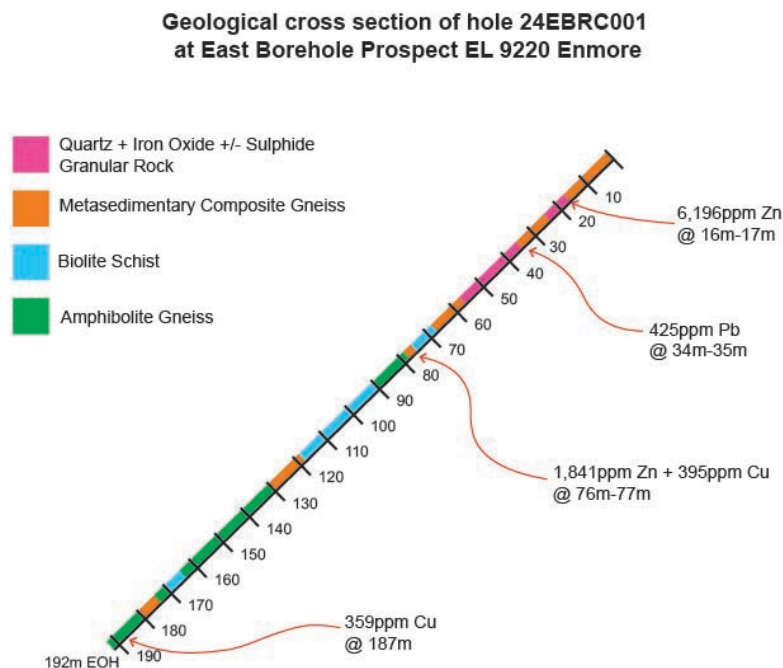 Geological cross section of hole 24EBRC001
at East Borehole Prospect EL 9220 Enmore
Quartz + Iron Oxide +/- Sulphide
Granular Rock
Metasedimentary Composite Gneiss
Biolite Schist
Amphibolite Gneiss
10
20
30
40
50
60
70
80
90
100
110
120
130
140
150
160
170
180
190
192m EOH
6,196ppm Zn
@ 16m-17m
425ppm Pb
@ 34m-35m
1,841ppm Zn + 395ppm Cu
@ 76m-77m
359ppm Cu
@ 187m